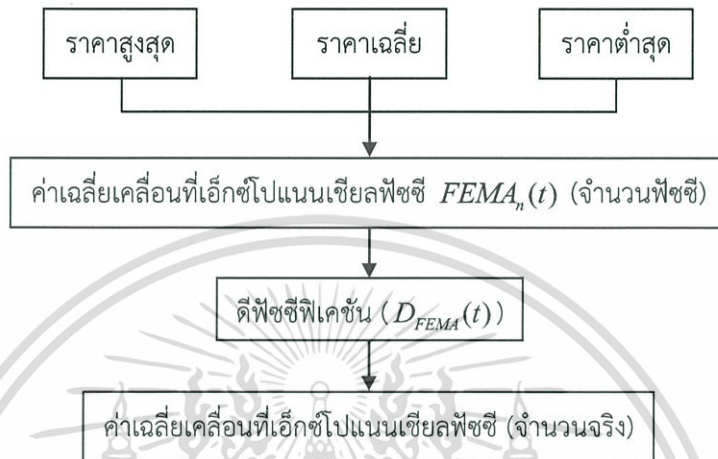 ราคาสูงสุด ราคาเฉลี่ย ราคาต่ำสุด
ค่าเฉลี่ยเคลื่อนที่เอ็กซ์โปแนนเชียลฟัซซี FEMA_n(t) (จำนวนฟัซซี)
ดีฟัซซีฟิเคชัน (D_{FEMA}(t))
ค่าเฉลี่ยเคลื่อนที่เอ็กซ์โปแนนเชียลฟัซซี (จำนวนจริง)